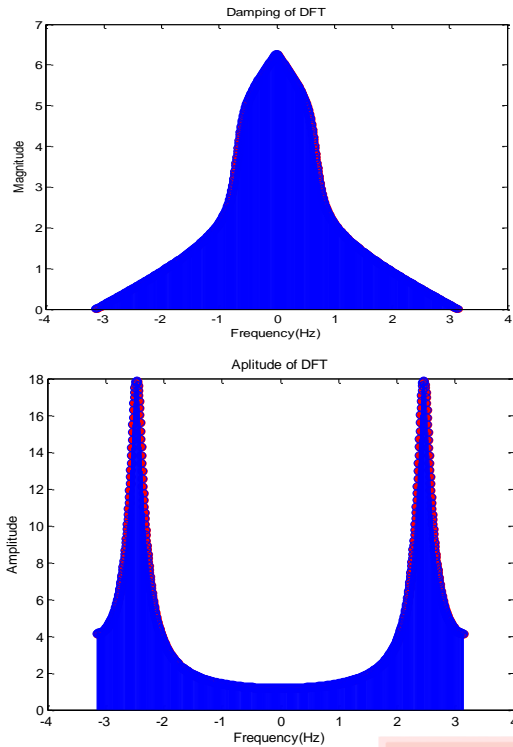 Damping of DFT
7
6
5
4
3
2
1
0
Magnitude
-4 -3 -2 -1 0 1 2 3 4
Frequency(Hz)
Aplitude of DFT
18
16
14
12
10
8
6
4
2
0
Amplitude
-4 -3 -2 -1 0 1 2 3 4
Frequency(Hz)